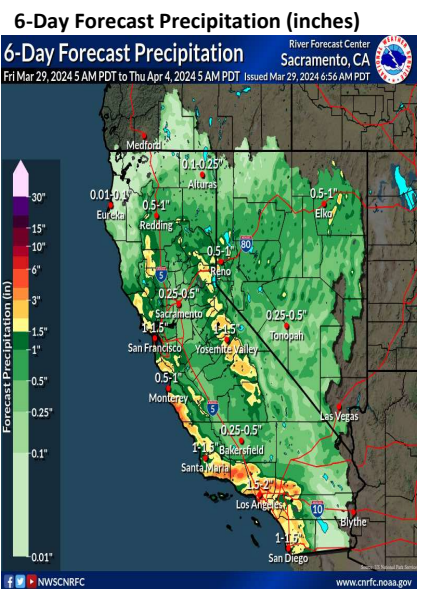 6-Day Forecast Precipitation (inches)
6-Day Forecast Precipitation
River Forecast Center
Sacramento, CA
Fri Mar 29, 2024 5 AM PDT to Thu Apr 4, 2024 5 AM PDT
Issued Mar 29, 2024 6:56 AM PDT
Medford
0.1-0.25"
Alturas
0.01-0.1"
Eureka
0.5-1"
Redding
0.5-1"
Elko
80
0.5-1"
Reno
5
0.25-0.5"
Sacramento
0.25-0.5"
Tonopah
1-1.5"
San Francisco
1-1.5"
Yosemite Valley
0.5-1"
Monterey
5
Las Vegas
0.25-0.5"
Bakersfield
1-1.5"
Santa Maria
1.5-2"
Los Angeles
10
Blythe
1-1.5"
San Diego
Forecast Precipitation (in)
30"
15"
10"
6"
3"
1.5"
1"
0.5"
0.25"
0.1"
0.01"
NWSCNRFC
www.cnrfc.noaa.gov